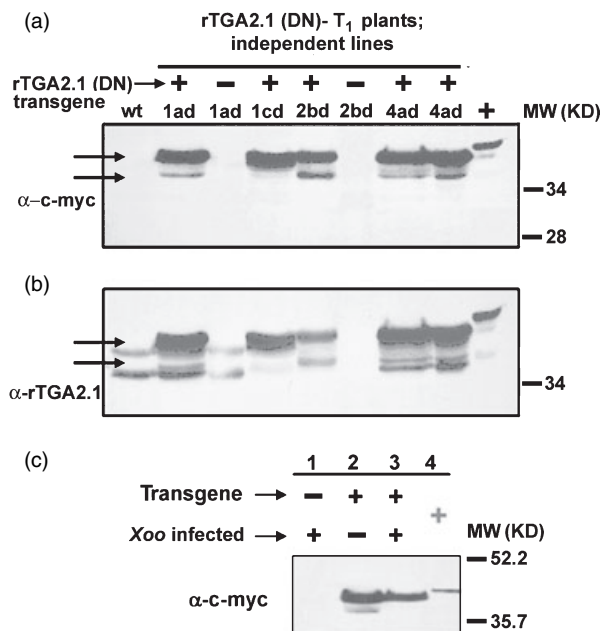 (a)
rTGA2.1 (DN)- T1 plants;
independent lines
rTGA2.1 (DN) + – + + – + +
transgene
wt 1ad 1ad 1cd 2bd 2bd 4ad 4ad + MW (KD)
α–c-myc
34
28
(b)
α-rTGA2.1
34
(c)
1 2 3 4
Transgene – + +
+
Xoo infected + – +
MW (KD)
52.2
α-c-myc
35.7